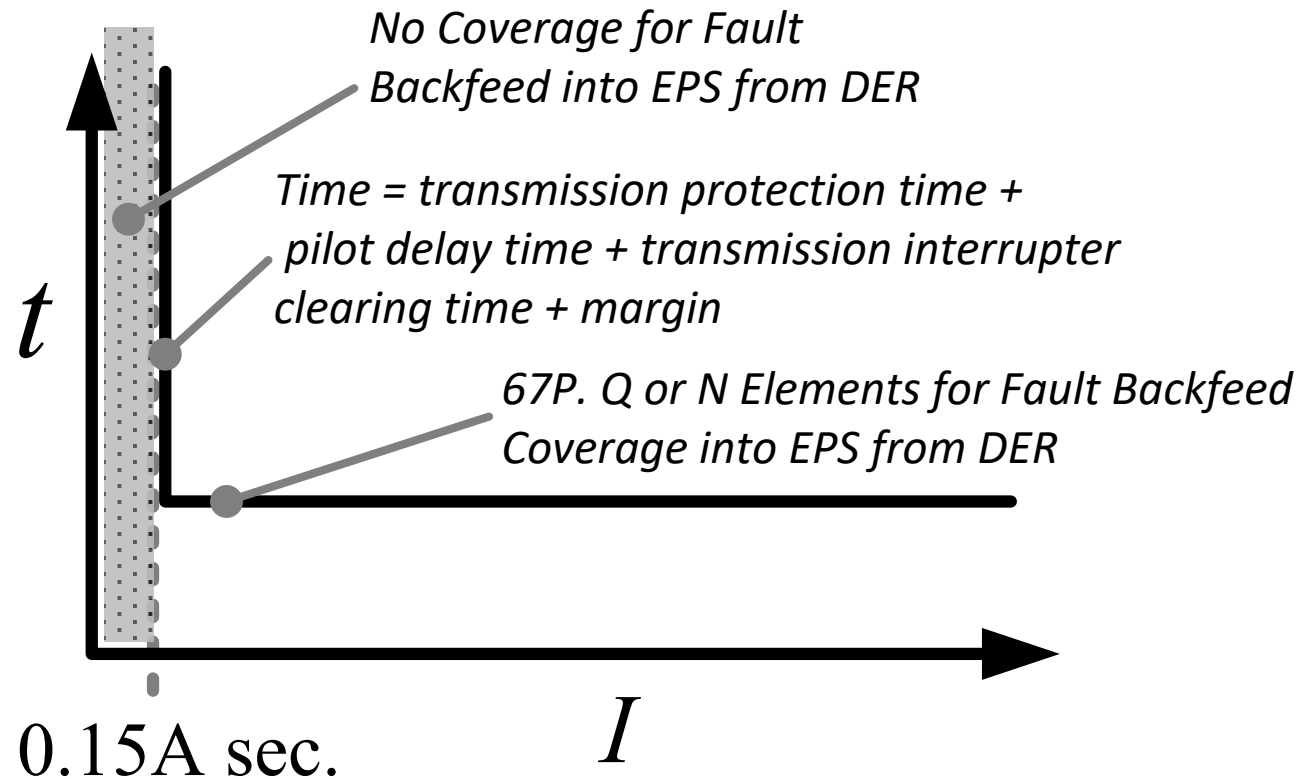 No Coverage for Fault
Backfeed into EPS from DER
Time = transmission protection time +
pilot delay time + transmission interrupter
clearing time + margin
t
67P. Q or N Elements for Fault Backfeed
Coverage into EPS from DER
I
0.15A sec.